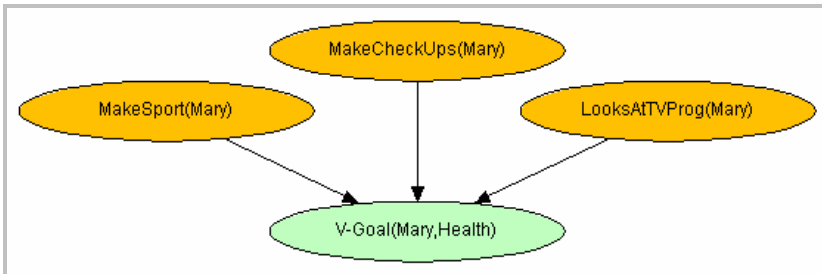 MakeCheckUps(Mary)
MakeSport(Mary)
LooksAtTVProg(Mary)
V-Goal(Mary,Health)